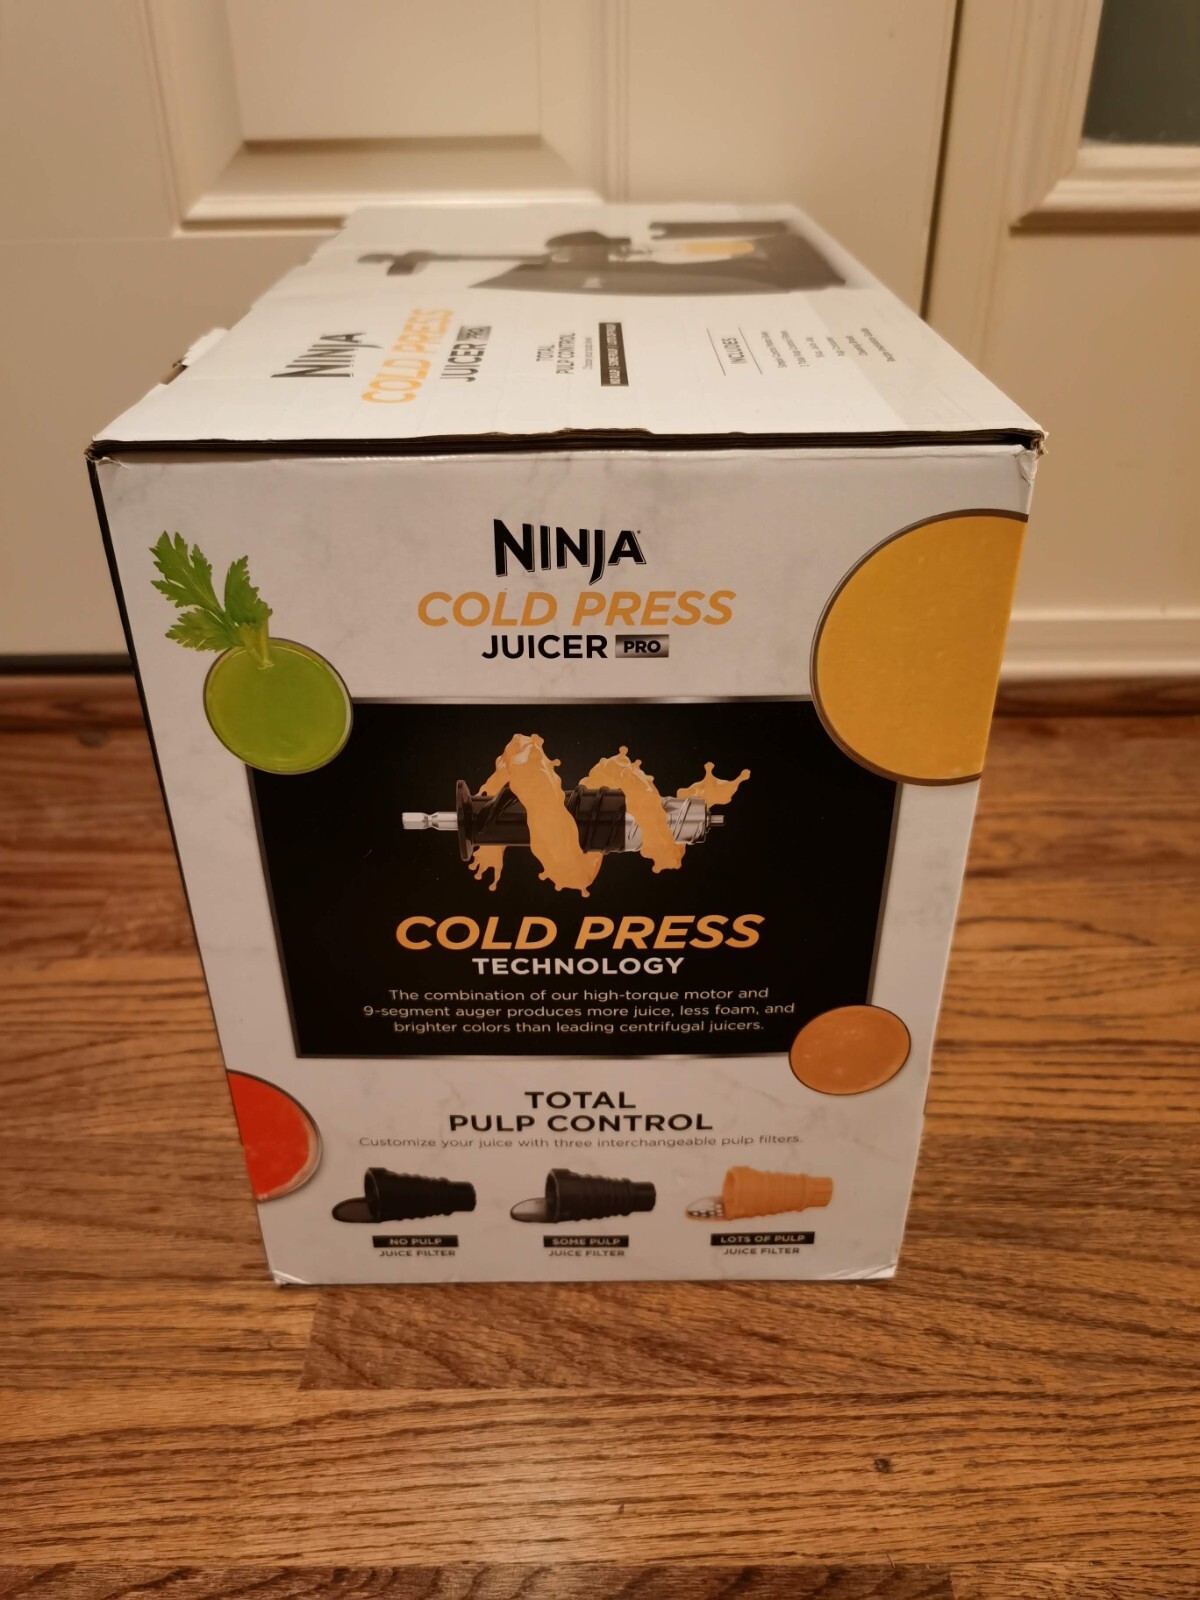 NINJA
COLD PRESS
JUICER PRO
TOTAL
PULP CONTROL
INCLUDES:
NINJA
COLD PRESS
JUICER PRO
COLD PRESS
TECHNOLOGY
The combination of our high-torque motor and
9-segment auger produces more juice, less foam, and
brighter colors than leading centrifugal juicers.
TOTAL
PULP CONTROL
Customize your juice with three interchangeable pulp filters.
NO PULP
JUICE FILTER
SOME PULP
JUICE FILTER
LOTS OF PULP
JUICE FILTER